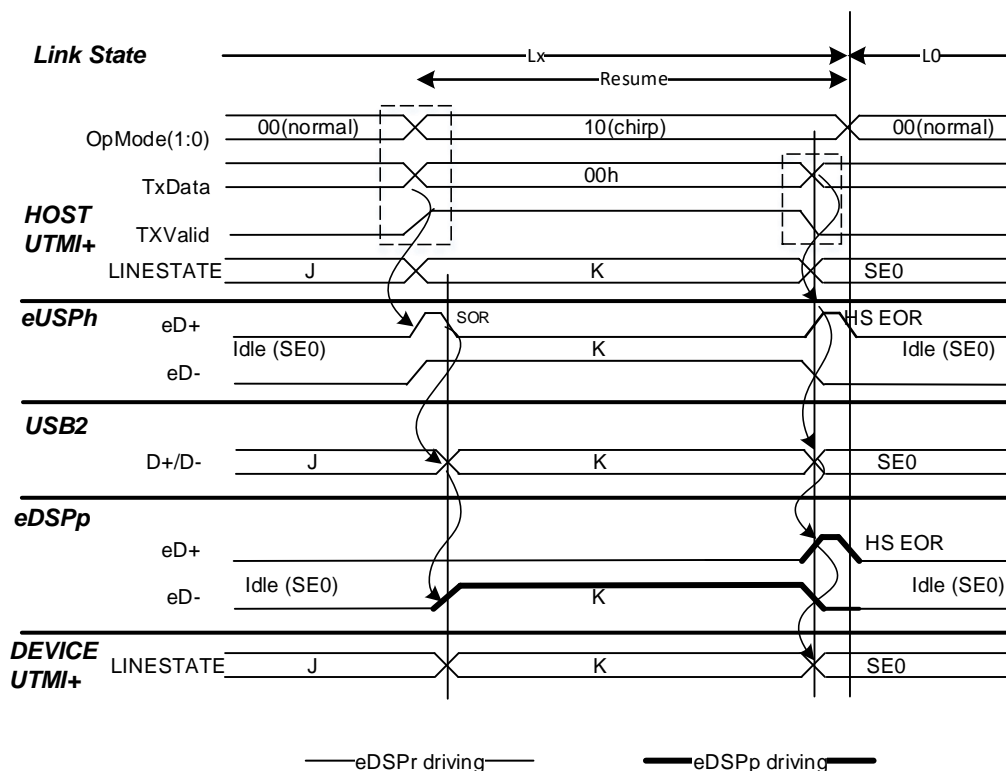 Link State
Lx
L0
Resume
OpMode(1:0)
00(normal)
10(chirp)
00(normal)
TxData
00h
HOST
UTMI+
TXValid
LINESTATE
J
K
SE0
eUSPh
eD+
SOR
HS EOR
Idle (SE0)
K
Idle (SE0)
eD-
USB2
D+/D-
J
K
SE0
eDSPp
eD+
HS EOR
Idle (SE0)
Idle (SE0)
eD-
K
DEVICE
UTMI+
LINESTATE
J
K
SE0
eDSPr driving
eDSPp driving